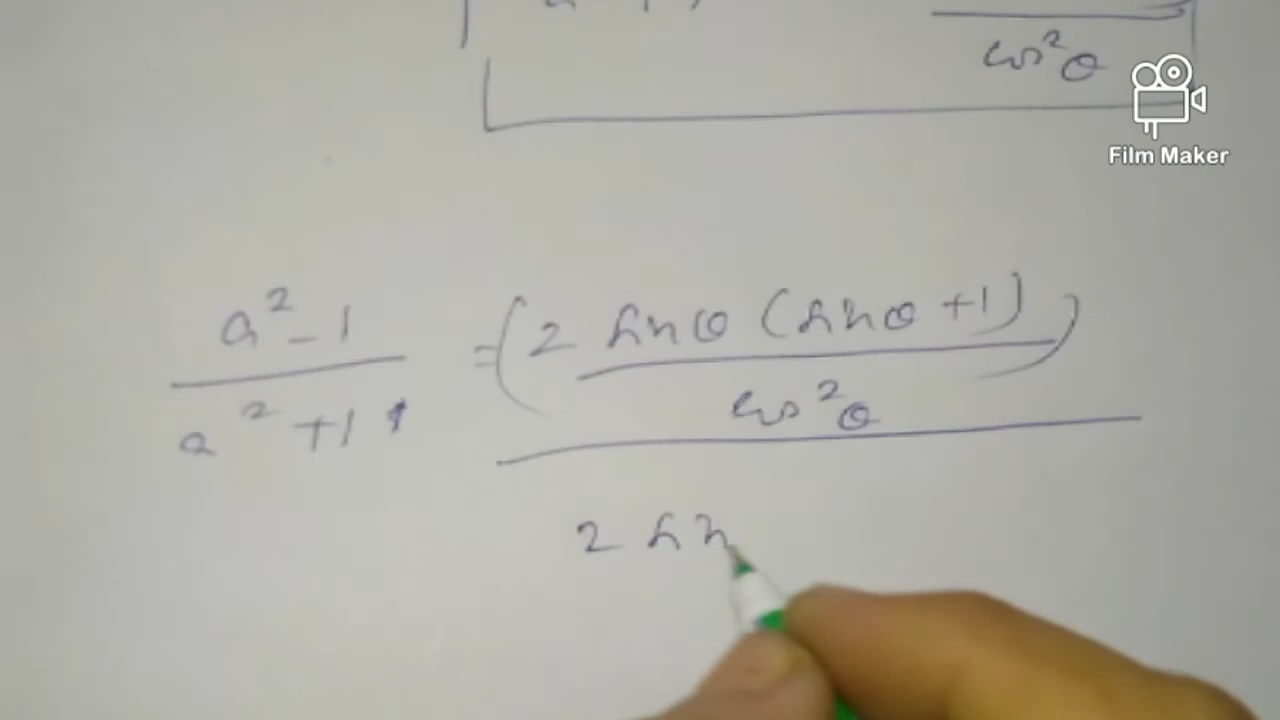 cos²θ
Film Maker
a² - 1 / a² + 1 = (2 sinθ (sinθ + 1) / cos²θ) /
2 sin